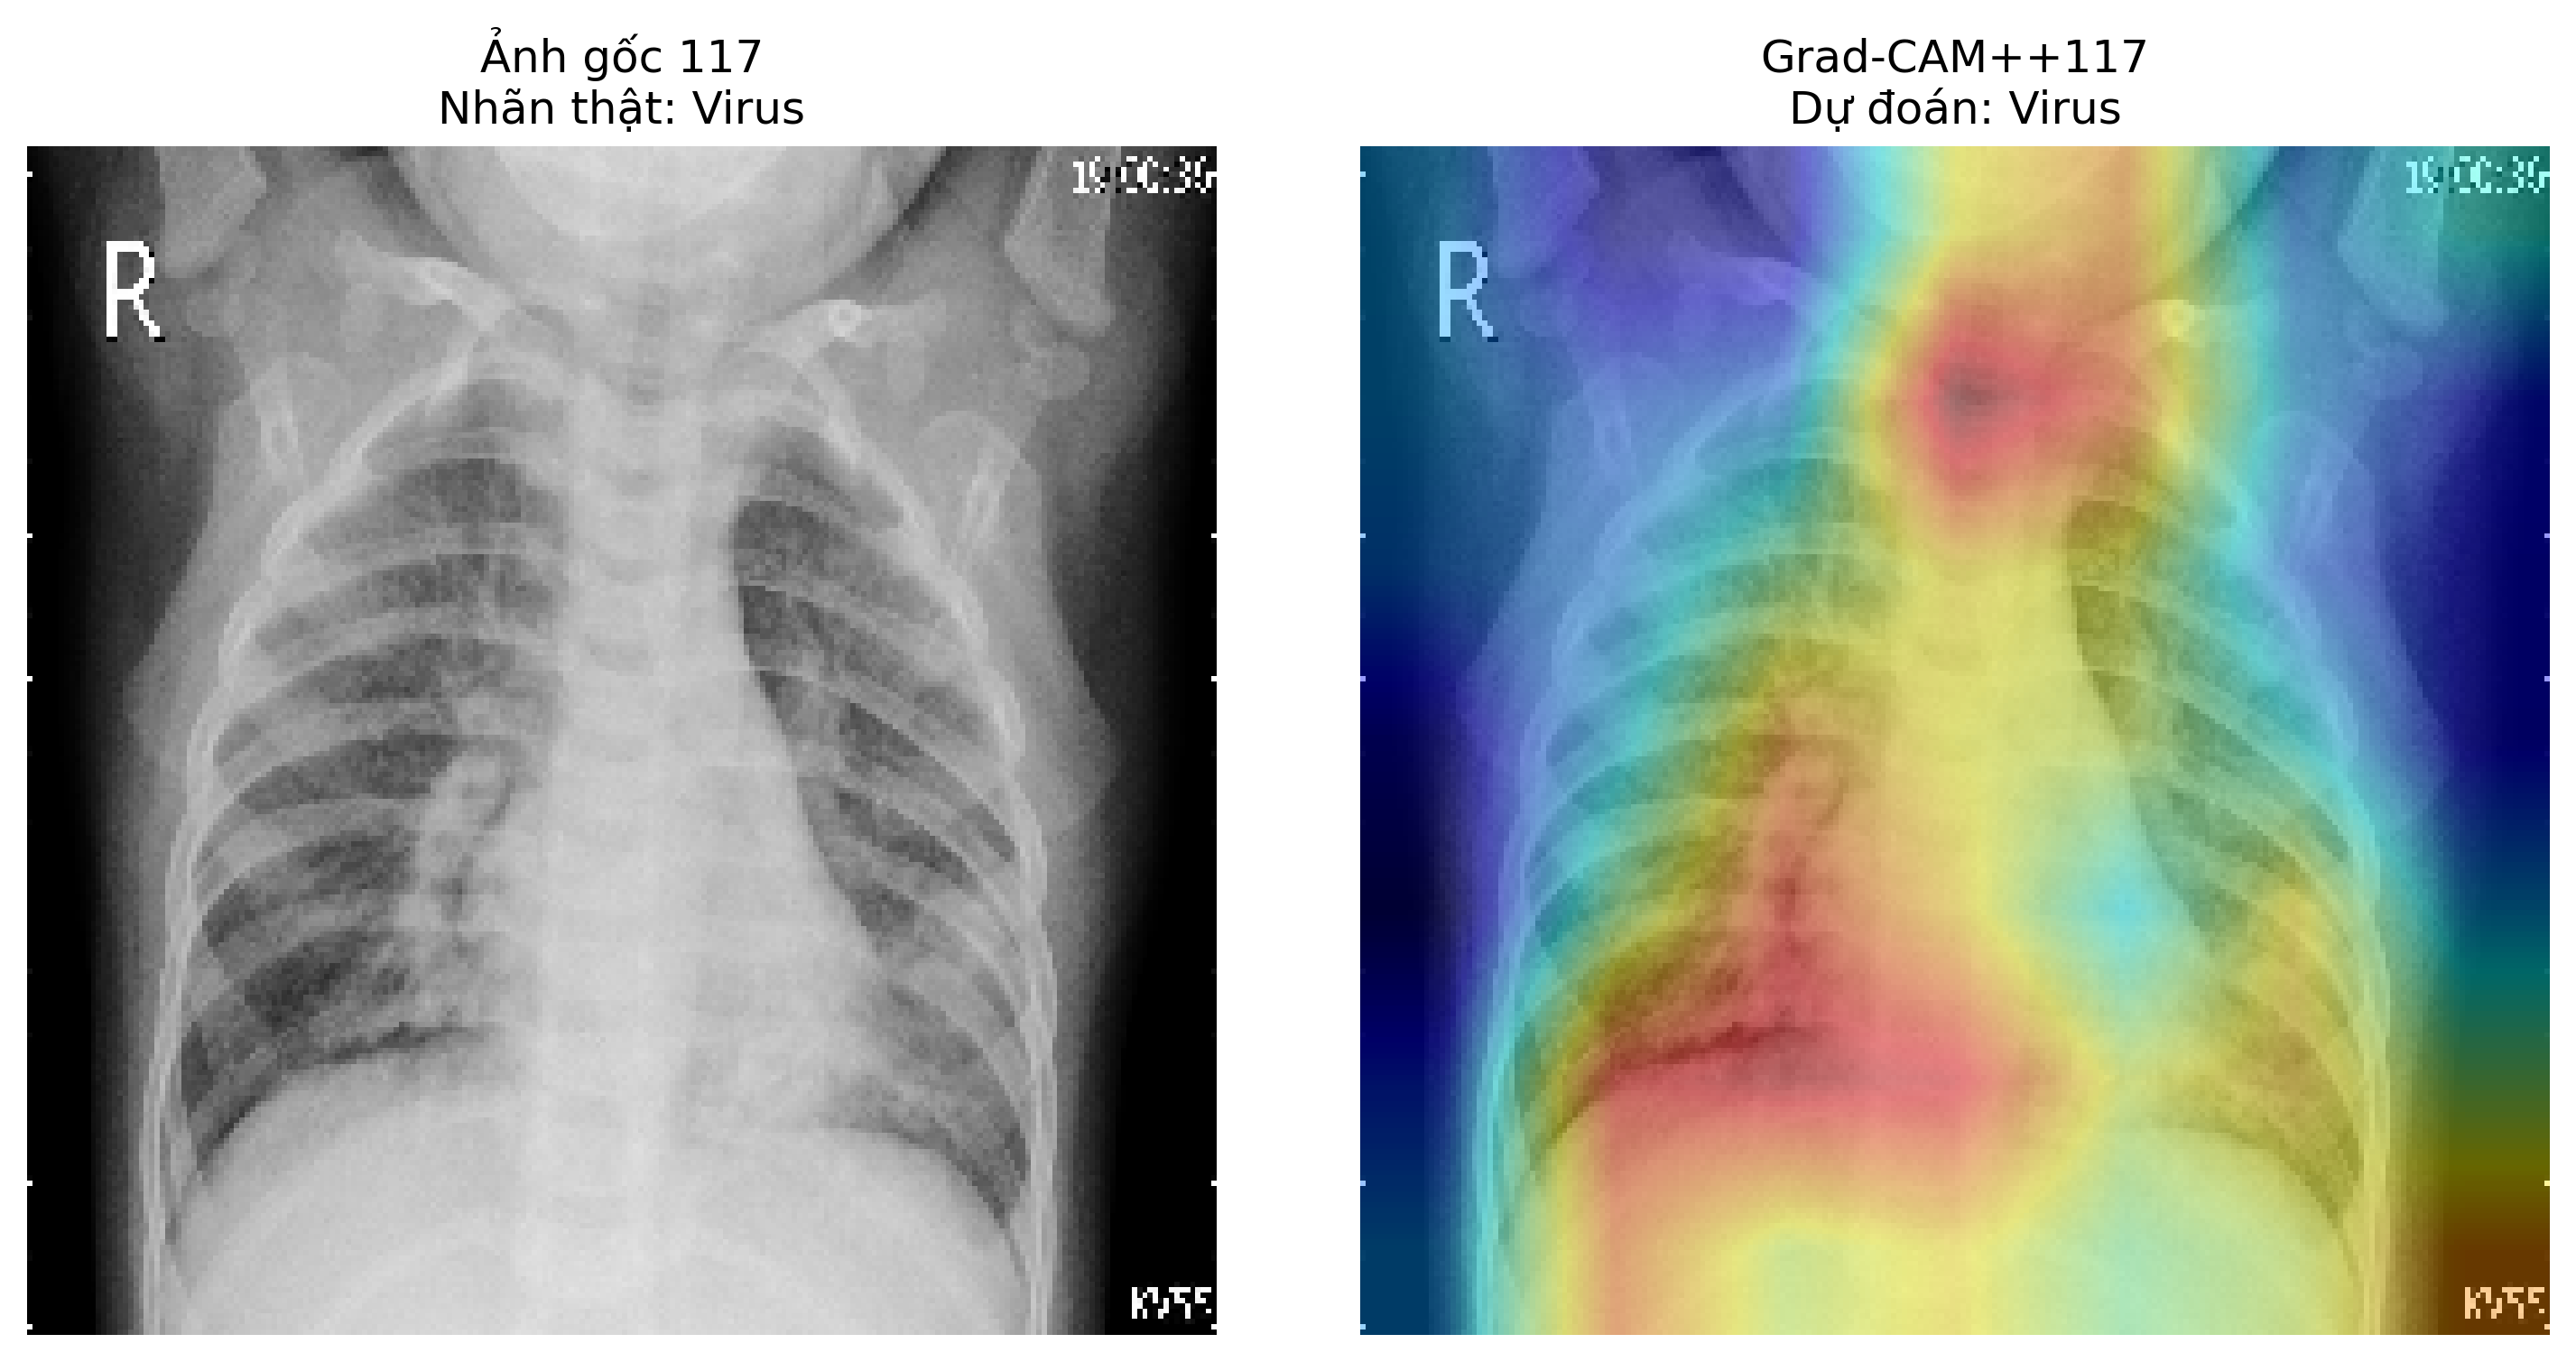 Ảnh gốc 117
Nhãn thật: Virus
R
Grad-CAM++117
Dự đoán: Virus
R